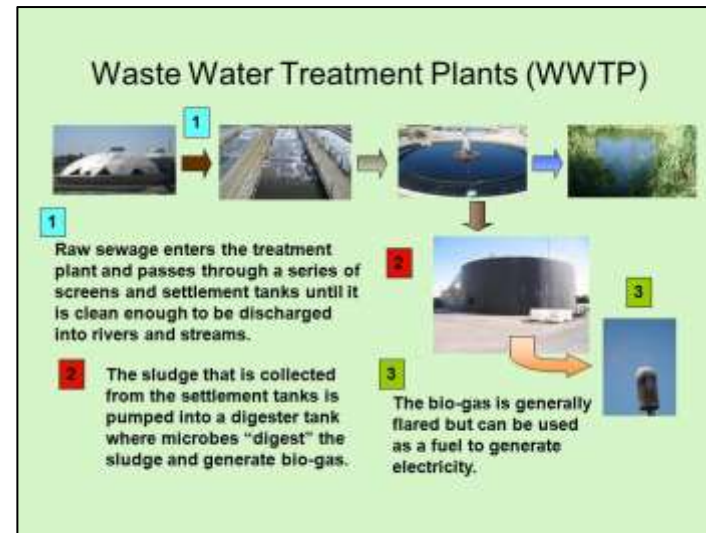 Waste Water Treatment Plants (WWTP)
1
1
Raw sewage enters the treatment
plant and passes through a series of
screens and settlement tanks until it
is clean enough to be discharged
into rivers and streams.
2
3
2
The sludge that is collected
from the settlement tanks is
pumped into a digester tank
where microbes “digest” the
sludge and generate bio-gas.
3
The bio-gas is generally
flared but can be used
as a fuel to generate
electricity.